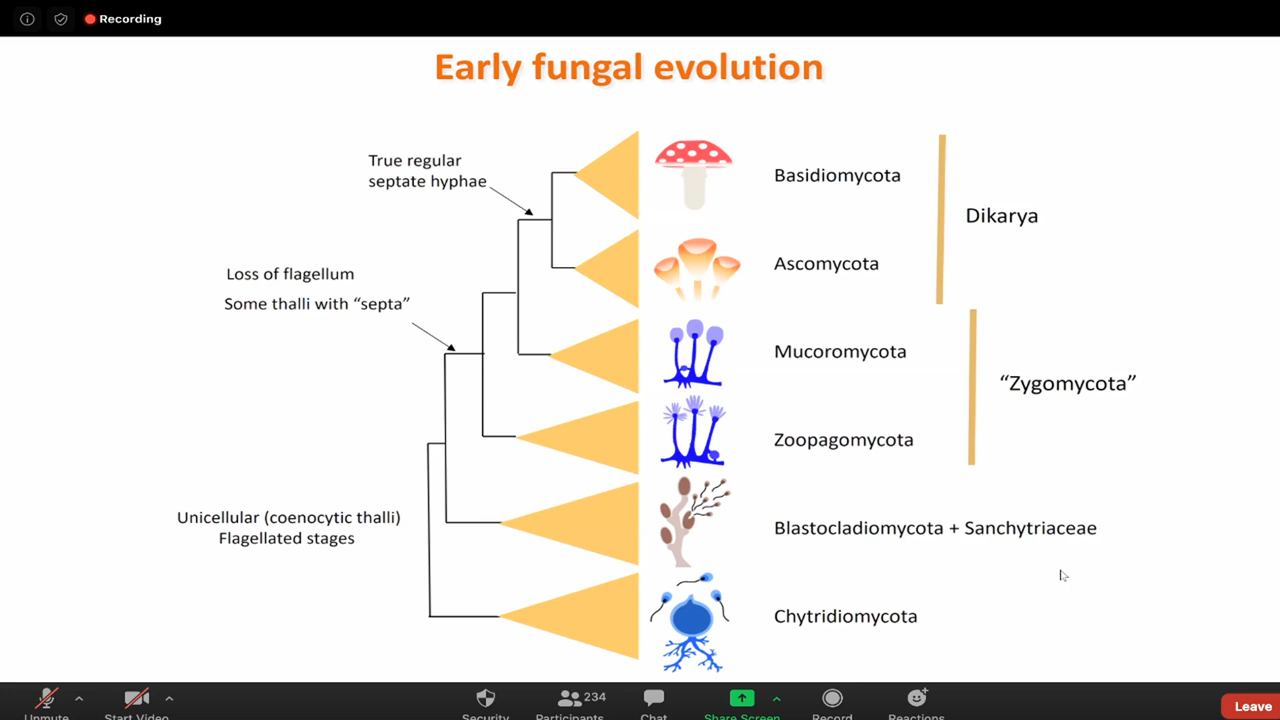 Recording
Early fungal evolution
True regular
septate hyphae
Loss of flagellum
Some thalli with “septa”
Unicellular (coenocytic thalli)
Flagellated stages
Basidiomycota
Ascomycota
Dikarya
Mucoromycota
Zoopagomycota
“Zygomycota”
Blastocladiomycota + Sanchytriaceae
Chytridiomycota
Unmute
Start Video
Security
Participants
234
Chat
Share Screen
Record
Reactions
Leave